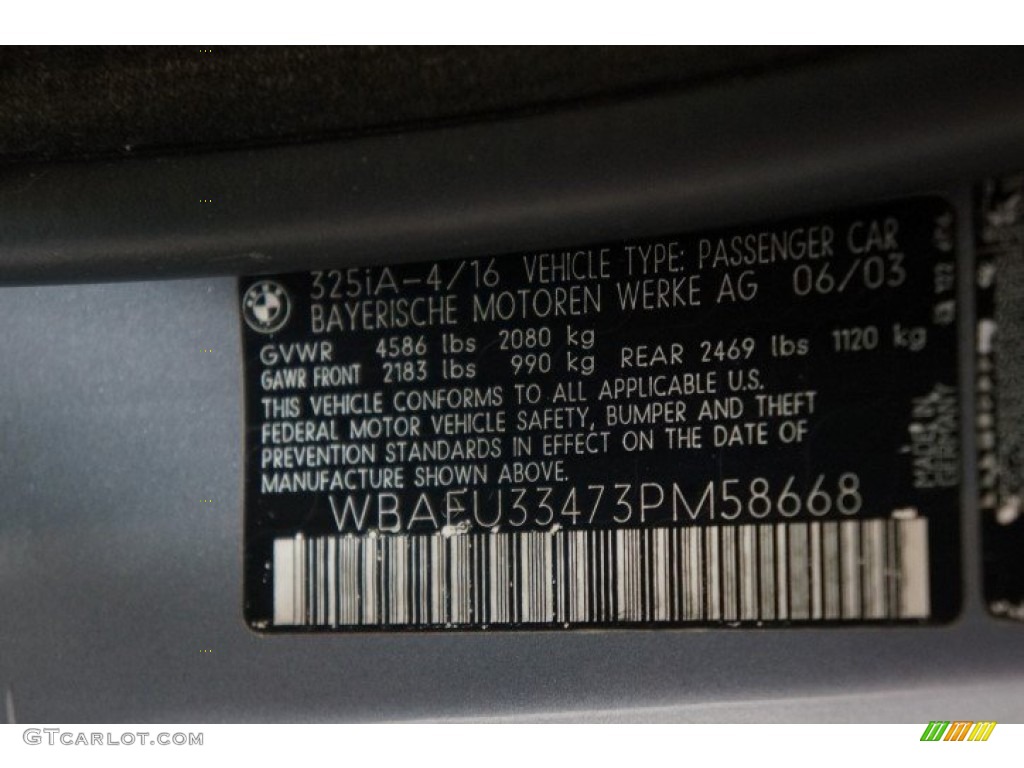 325iA-4/16 VEHICLE TYPE: PASSENGER CAR
BAYERISCHE MOTOREN WERKE AG 06/03
GVWR 4586 lbs 2080 kg
GAWR FRONT 2183 lbs 990 kg REAR 2469 lbs 1120 kg
THIS VEHICLE CONFORMS TO ALL APPLICABLE U.S.
FEDERAL MOTOR VEHICLE SAFETY, BUMPER AND THEFT
PREVENTION STANDARDS IN EFFECT ON THE DATE OF
MANUFACTURE SHOWN ABOVE.
WBAEU33473PM58668
MADE IN
GERMANY
GTCARLOT.COM